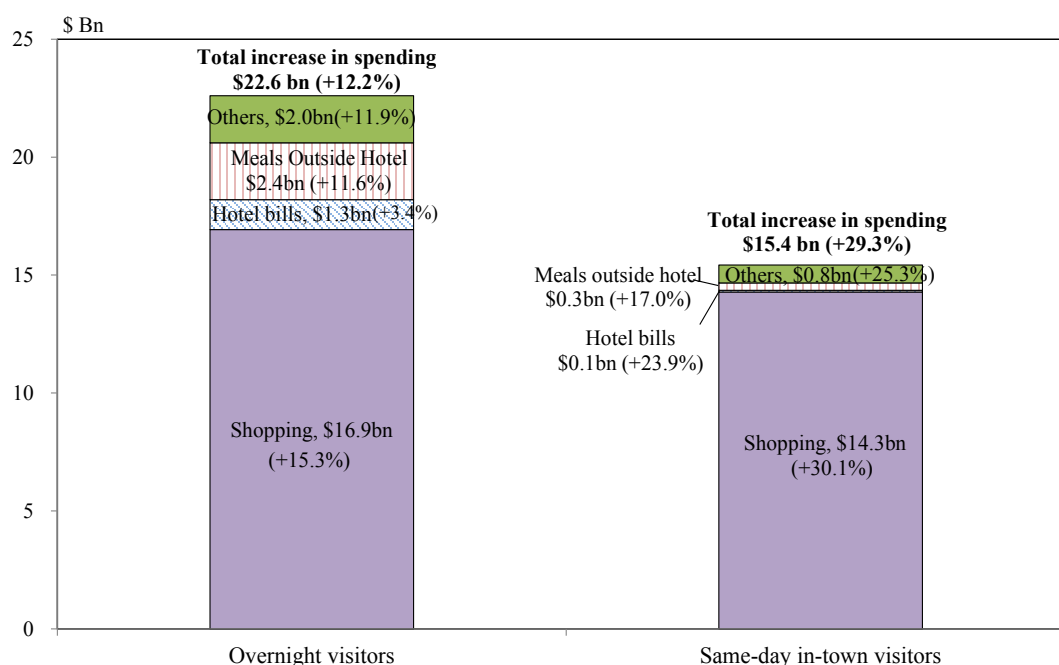 $ Bn
25
20
15
10
5
0
Total increase in spending
$22.6 bn (+12.2%)
Others, $2.0bn(+11.9%)
Meals Outside Hotel
$2.4bn (+11.6%)
Hotel bills, $1.3bn(+3.4%)
Shopping, $16.9bn
(+15.3%)
Total increase in spending
$15.4 bn (+29.3%)
Others, $0.8bn(+25.3%)
Meals outside hotel
$0.3bn (+17.0%)
Hotel bills
$0.1bn (+23.9%)
Shopping, $14.3bn
(+30.1%)
Overnight visitors
Same-day in-town visitors